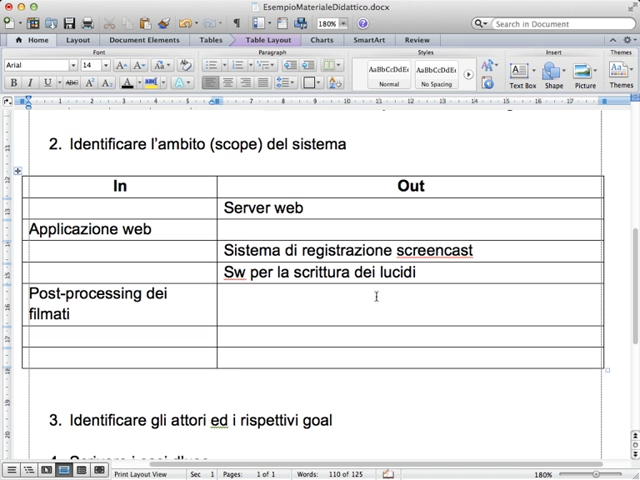 EsempioMaterialeDidattico.docx
180%
Search in Document
Home Layout Document Elements Tables Table Layout Charts SmartArt Review
Font Paragraph Styles Insert Themes
Arial 14
AaBbCcDdE AaBbCcDdE
Normal No Spacing
Text Box Shape Picture Themes
2. Identificare l'ambito (scope) del sistema
In Out
Server web
Applicazione web
Sistema di registrazione screencast
Sw per la scrittura dei lucidi
Post-processing dei
filmati
3. Identificare gli attori ed i rispettivi goal
Print Layout View Sec 1 Pages: 1 of 1 Words: 110 of 125 180%